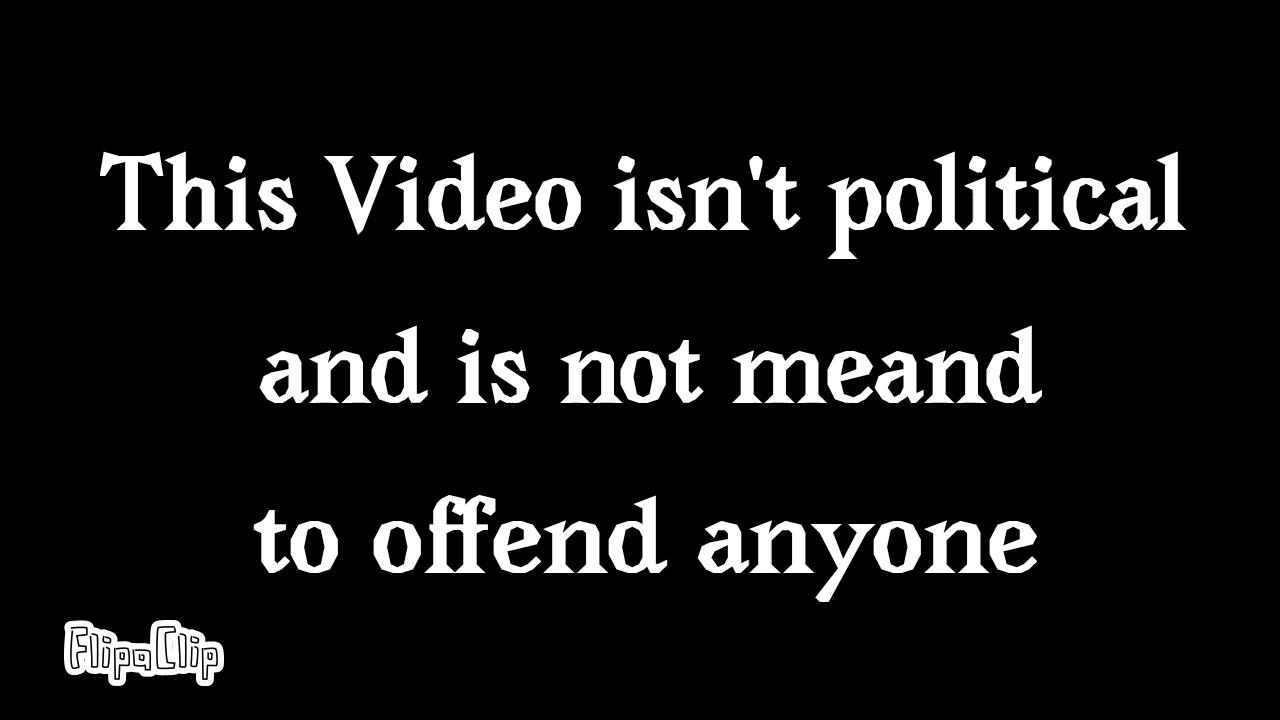 This Video isn't political
and is not meand
to offend anyone
FlipaClip